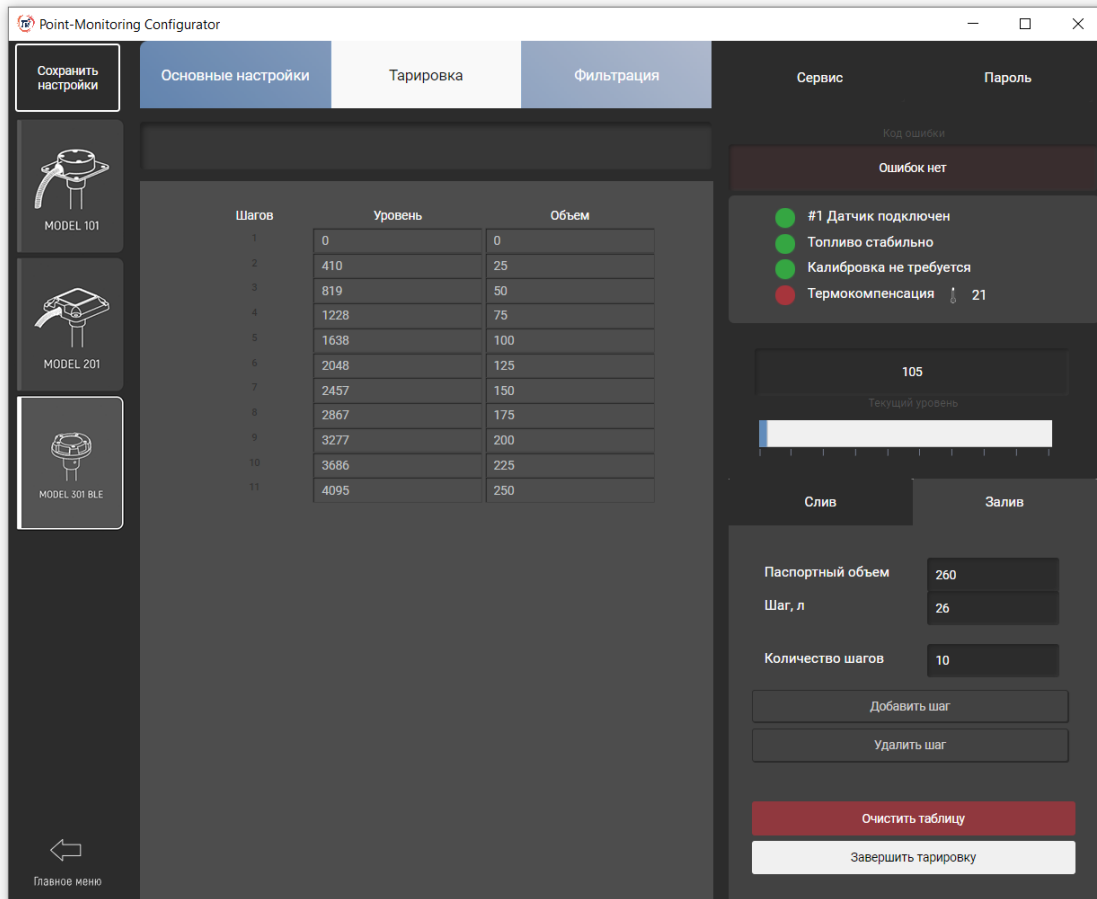 Point-Monitoring Configurator
Сохранить
настройки
Основные настройки
Тарировка
Фильтрация
Сервис
Пароль
Код ошибки
Ошибок нет
MODEL 101
MODEL 201
MODEL 301 BLE
Главное меню
Шагов Уровень Объем
1 0 0
2 410 25
3 819 50
4 1228 75
5 1638 100
6 2048 125
7 2457 150
8 2867 175
9 3277 200
10 3686 225
11 4095 250
#1 Датчик подключен
Топливо стабильно
Калибровка не требуется
Термокомпенсация 21
105
Текущий уровень
Слив
Залив
Паспортный объем 260
Шаг, л 26
Количество шагов 10
Добавить шаг
Удалить шаг
Очистить таблицу
Завершить тарировку